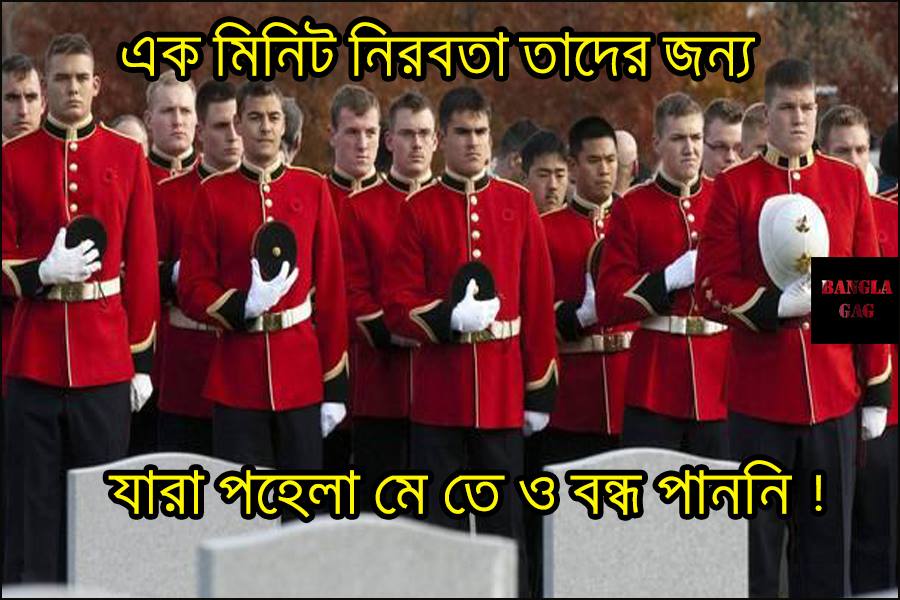 এক মিনিট নিরবতা তাদের জন্য
BANGLA
GAG
যারা পহেলা মে তে ও বন্ধ পাননি !